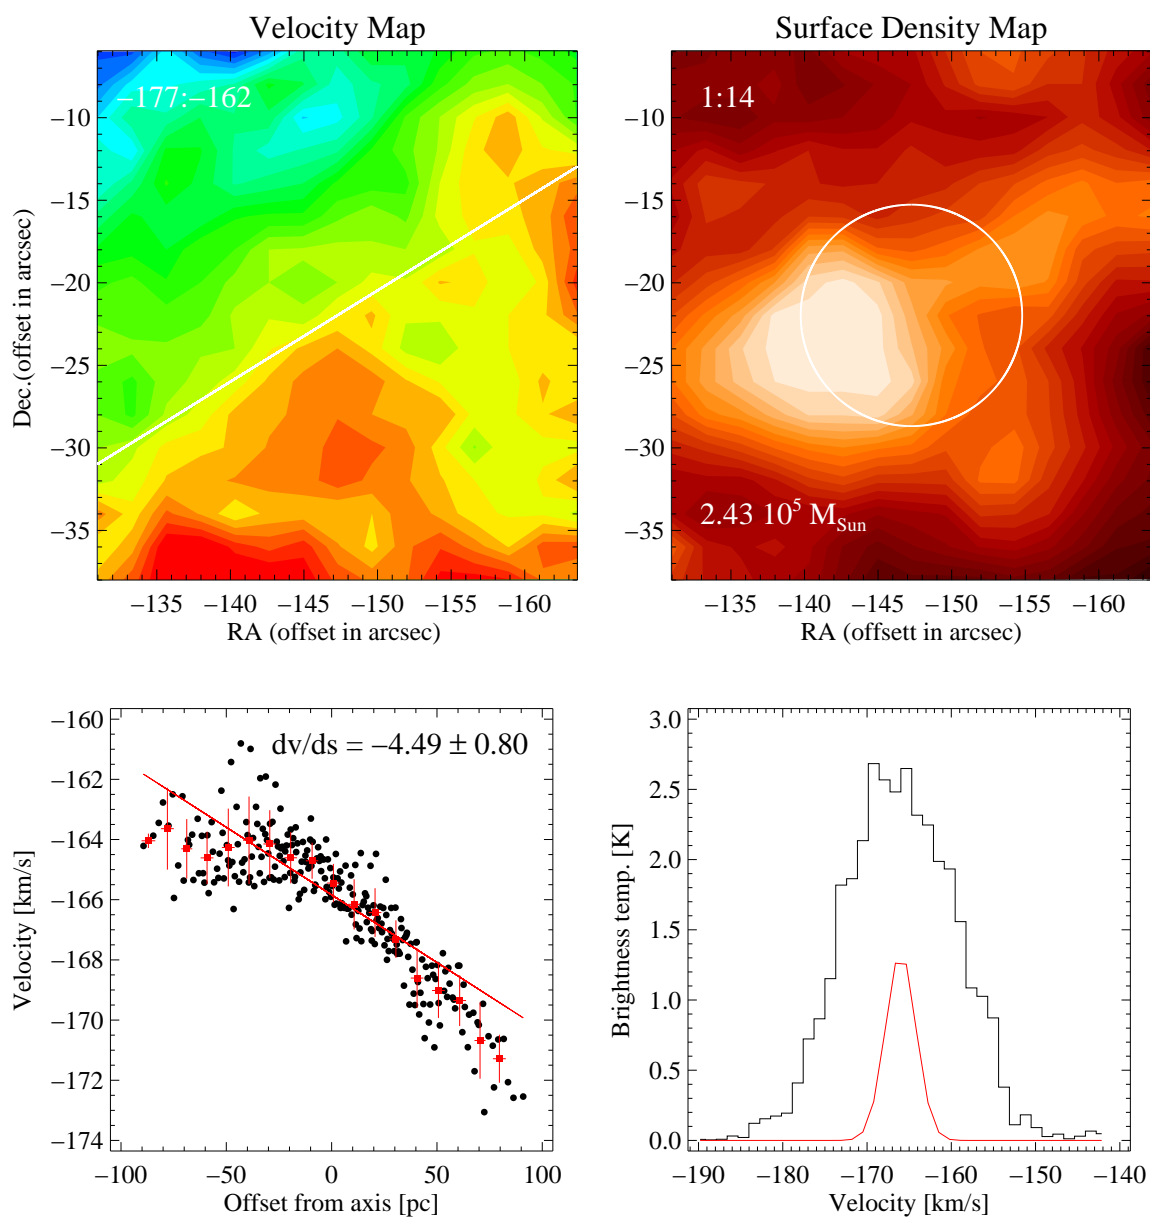 Velocity Map
Surface Density Map
−177:−162
1:14
−10
−15
−20
−25
−30
−35
Dec.(offset in arcsec)
−10
−15
−20
−25
−30
−35
2.43 10⁵ M_Sun
−135 −140 −145 −150 −155 −160
RA (offset in arcsec)
−135 −140 −145 −150 −155 −160
RA (offsett in arcsec)
−160
−162
−164
−166
−168
−170
−172
−174
Velocity [km/s]
dv/ds = −4.49 ± 0.80
−100 −50 0 50 100
Offset from axis [pc]
3.0
2.5
2.0
1.5
1.0
0.5
0.0
Brightness temp. [K]
−190 −180 −170 −160 −150 −140
Velocity [km/s]